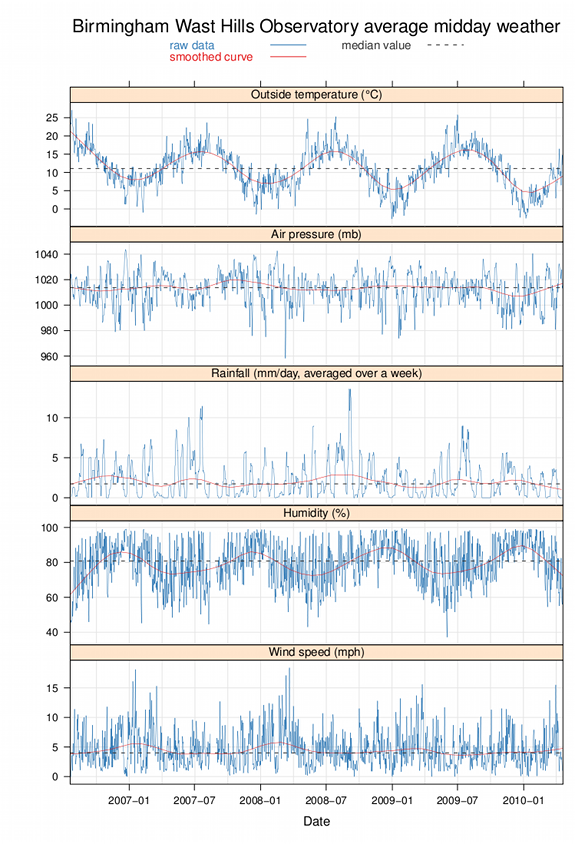 Birmingham Wast Hills Observatory average midday weather
raw data median value
smoothed curve
Outside temperature (°C)
25
20
15
10
5
0
Air pressure (mb)
1040
1020
1000
980
960
Rainfall (mm/day, averaged over a week)
10
5
0
Humidity (%)
100
80
60
40
Wind speed (mph)
15
10
5
0
2007−01 2007−07 2008−01 2008−07 2009−01 2009−07 2010−01
Date